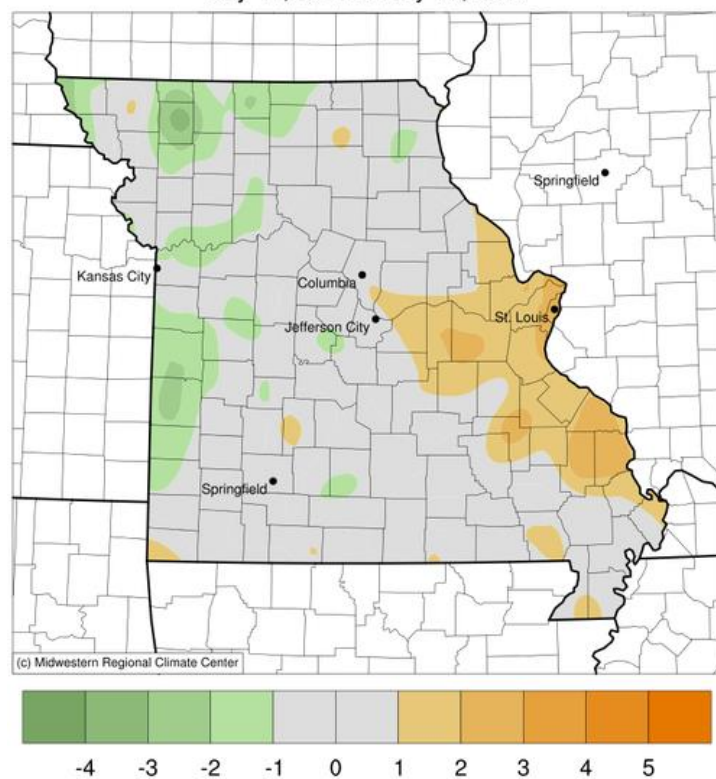 Springfield
Kansas City
Columbia
St. Louis
Jefferson City
Springfield
(c) Midwestern Regional Climate Center
-4 -3 -2 -1 0 1 2 3 4 5